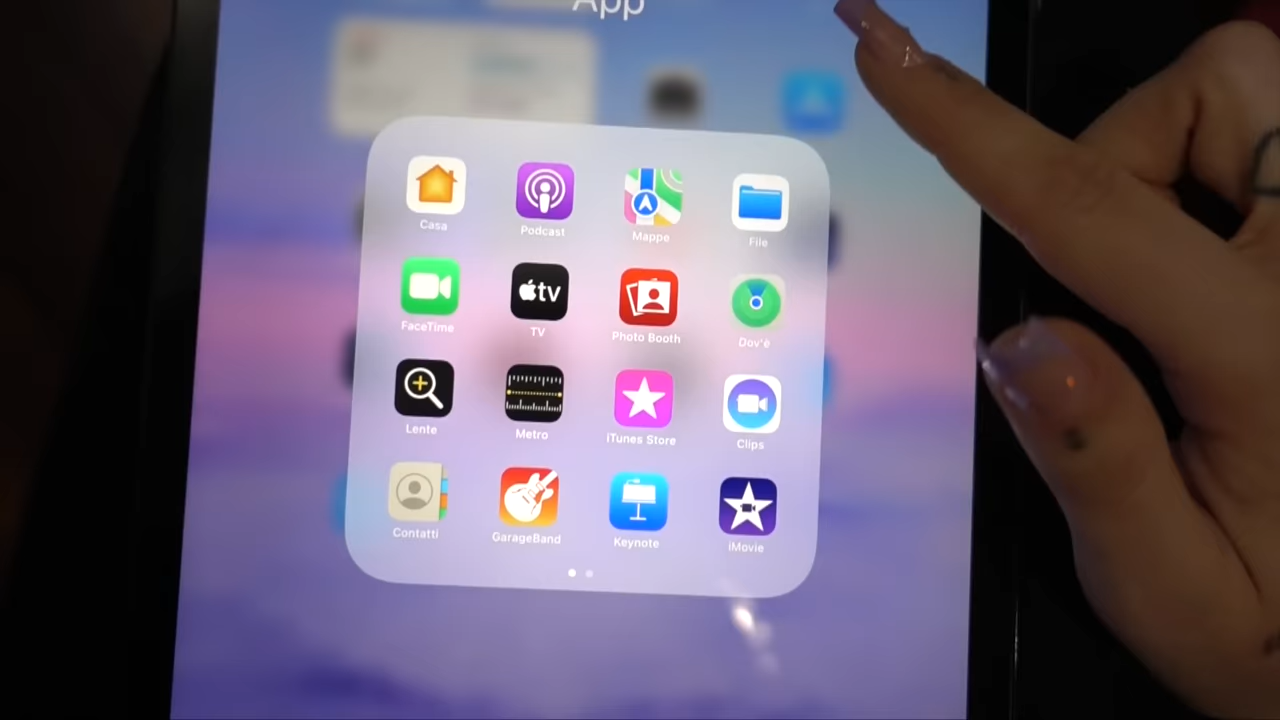 App
Casa Podcast Mappe File
tv
FaceTime TV Photo Booth Dov'è
Lente Metro iTunes Store Clips
Contatti GarageBand Keynote iMovie